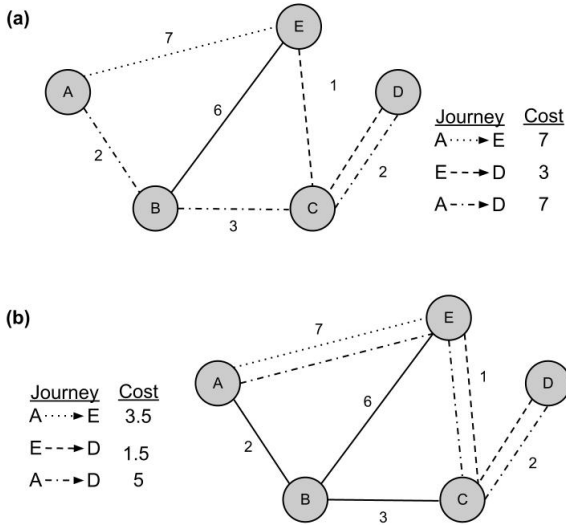 (a)
E
7
A
D
1
6
2
2
B
3
C
Journey Cost
A E 7
E D 3
A D 7
(b)
E
7
A
D
1
6
2
2
B
3
C
Journey Cost
A E 3.5
E D 1.5
A D 5